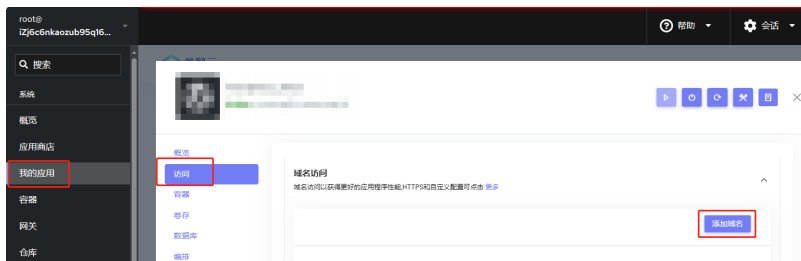 root@
iZj6c6nkaozub95q16...
帮助
会话
搜索
系统
概览
应用商店
我的应用
容器
网关
仓库
概览
访问
容器
卷存
数据库
编排
域名访问
域名访问以获得更好的应用程序性能,HTTPS和自定义配置可点击 更多
添加域名